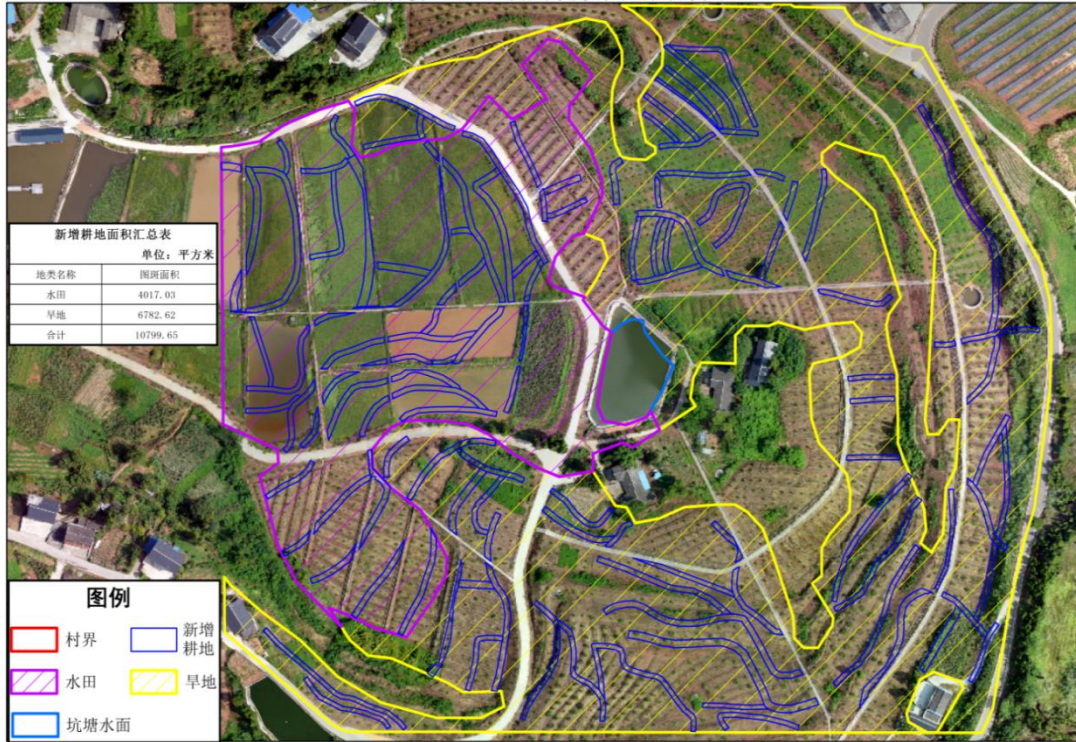 新增耕地面积汇总表
单位：平方米
地类名称 图斑面积
水田 4017.03
旱地 6782.62
合计 10799.65
图例
村界
新增
耕地
水田
旱地
坑塘水面